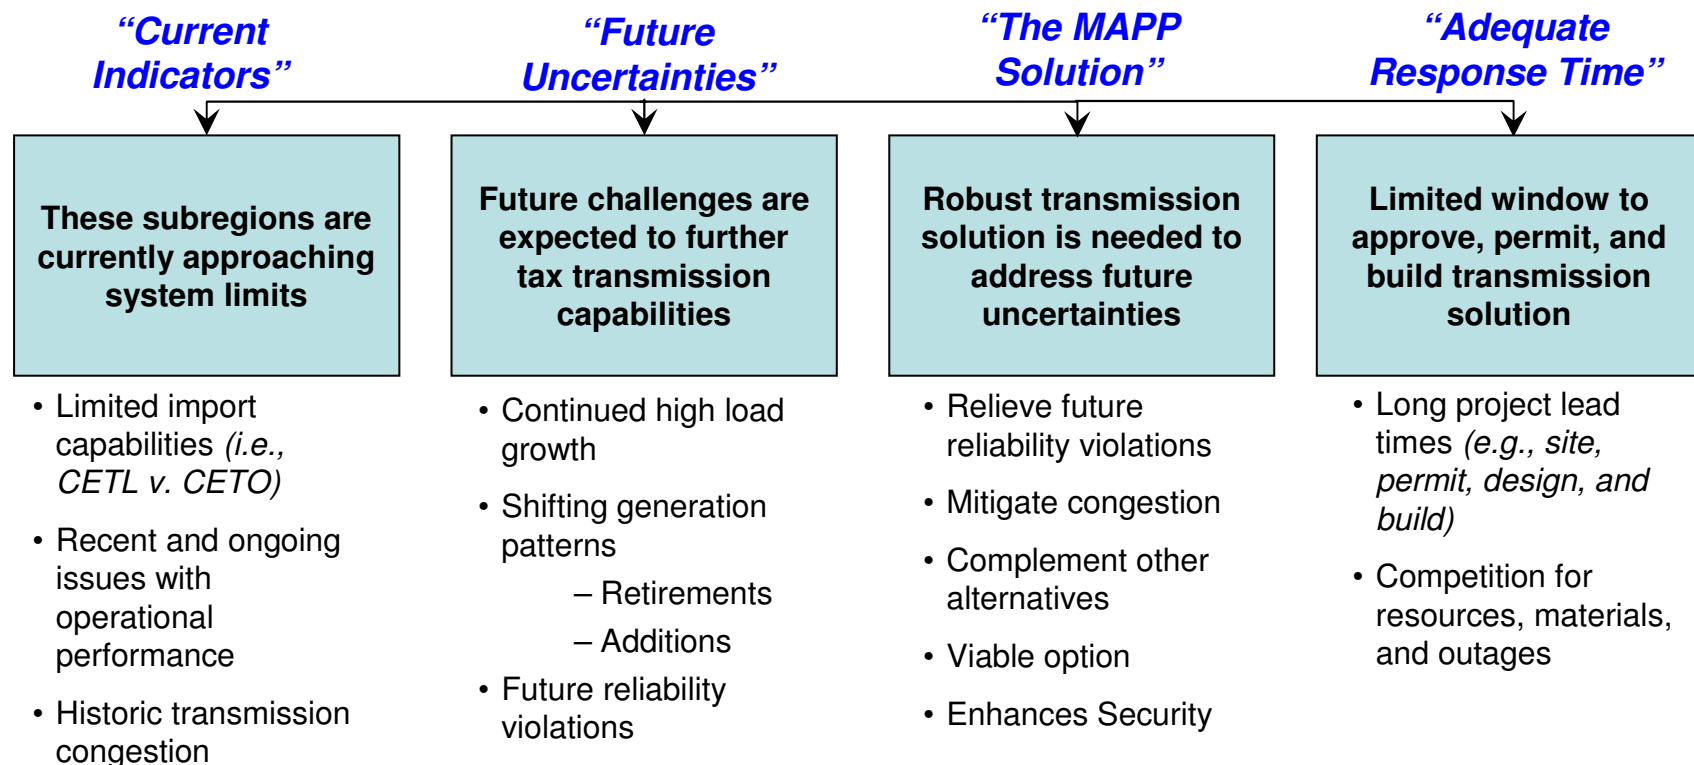 “Current
Indicators”
“Future
Uncertainties”
“The MAPP
Solution”
“Adequate
Response Time”
These subregions are
currently approaching
system limits
Future challenges are
expected to further
tax transmission
capabilities
Robust transmission
solution is needed to
address future
uncertainties
Limited window to
approve, permit, and
build transmission
solution
• Limited import
capabilities (i.e.,
CETL v. CETO)
• Recent and ongoing
issues with
operational
performance
• Historic transmission
congestion
• Continued high load
growth
• Shifting generation
patterns
– Retirements
– Additions
• Future reliability
violations
• Relieve future
reliability violations
• Mitigate congestion
• Complement other
alternatives
• Viable option
• Enhances Security
• Long project lead
times (e.g., site,
permit, design, and
build)
• Competition for
resources, materials,
and outages